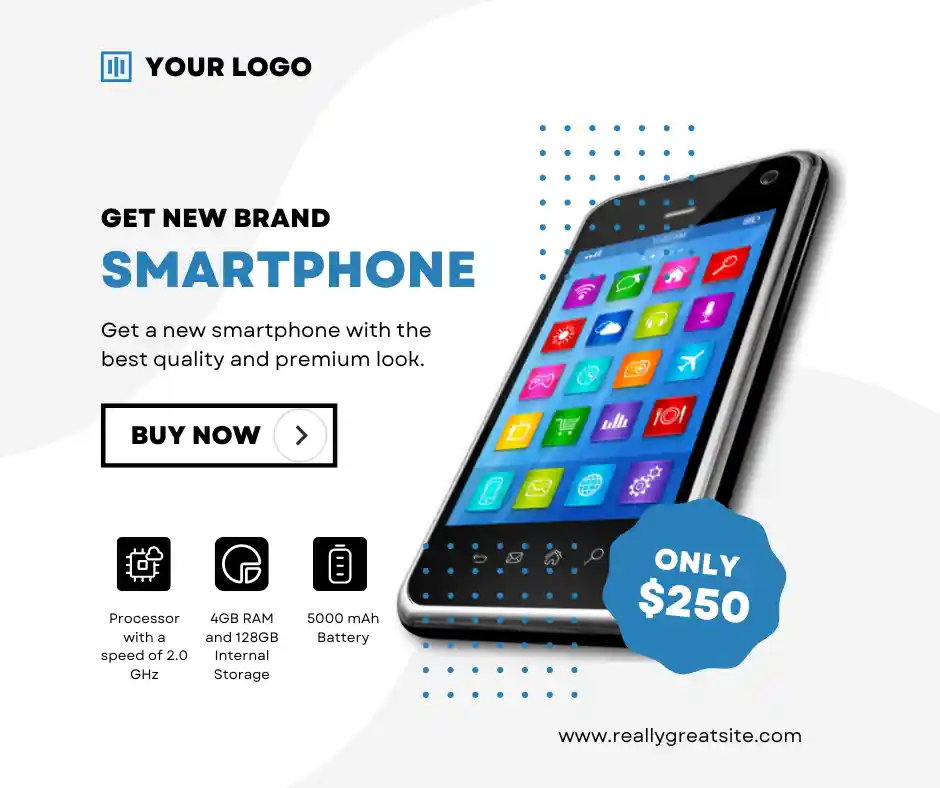 YOUR LOGO
GET NEW BRAND
SMARTPHONE
Get a new smartphone with the
best quality and premium look.
BUY NOW
Processor
with a
speed of 2.0
GHz
4GB RAM
and 128GB
Internal
Storage
5000 mAh
Battery
ONLY
$250
www.reallygreatsite.com